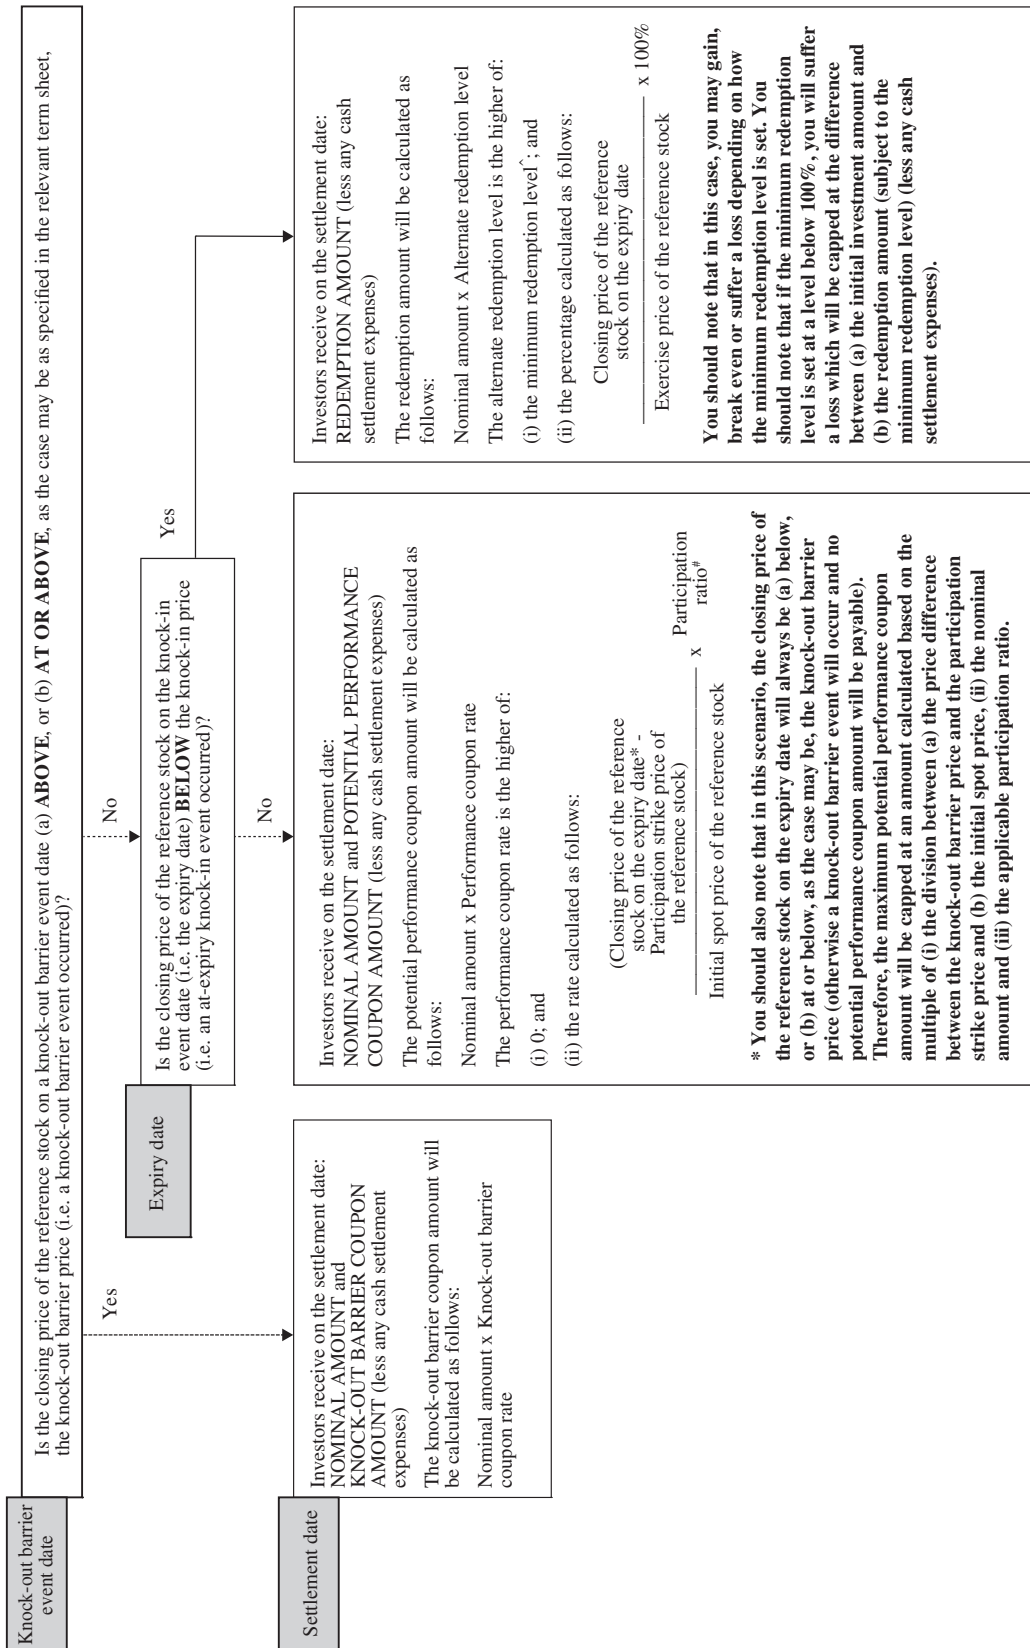 Knock-out barrier
event date
Is the closing price of the reference stock on a knock-out barrier event date (a) ABOVE, or (b) AT OR ABOVE, as the case may be as specified in the relevant term sheet,
the knock-out barrier price (i.e. a knock-out barrier event occurred)?
Yes
No
Expiry date
Is the closing price of the reference stock on the knock-in
event date (i.e. the expiry date) BELOW the knock-in price
(i.e. an at-expiry knock-in event occurred)?
No
Yes
Settlement date
Investors receive on the settlement date:
NOMINAL AMOUNT and
KNOCK-OUT BARRIER COUPON
AMOUNT (less any cash settlement
expenses)
The knock-out barrier coupon amount will
be calculated as follows:
Nominal amount x Knock-out barrier
coupon rate
Investors receive on the settlement date:
NOMINAL AMOUNT and POTENTIAL PERFORMANCE
COUPON AMOUNT (less any cash settlement expenses)
The potential performance coupon amount will be calculated as
follows:
Nominal amount x Performance coupon rate
The performance coupon rate is the higher of:
(i) 0; and
(ii) the rate calculated as follows:
(Closing price of the reference
stock on the expiry date* -
Participation strike price of
the reference stock)
Initial spot price of the reference stock
x
Participation
ratio#
* You should also note that in this scenario, the closing price of
the reference stock on the expiry date will always be (a) below,
or (b) at or below, as the case may be, the knock-out barrier
price (otherwise a knock-out barrier event will occur and no
potential performance coupon amount will be payable).
Therefore, the maximum potential performance coupon
amount will be capped at an amount calculated based on the
multiple of (i) the division between (a) the price difference
between the knock-out barrier price and the participation
strike price and (b) the initial spot price, (ii) the nominal
amount and (iii) the applicable participation ratio.
Investors receive on the settlement date:
REDEMPTION AMOUNT (less any cash
settlement expenses)
The redemption amount will be calculated as
follows:
Nominal amount x Alternate redemption level
The alternate redemption level is the higher of:
(i) the minimum redemption level^; and
(ii) the percentage calculated as follows:
Closing price of the reference
stock on the expiry date
Exercise price of the reference stock
x 100%
You should note that in this case, you may gain,
break even or suffer a loss depending on how
the minimum redemption level is set. You
should note that if the minimum redemption
level is set at a level below 100%, you will suffer
a loss which will be capped at the difference
between (a) the initial investment amount and
(b) the redemption amount (subject to the
minimum redemption level) (less any cash
settlement expenses).